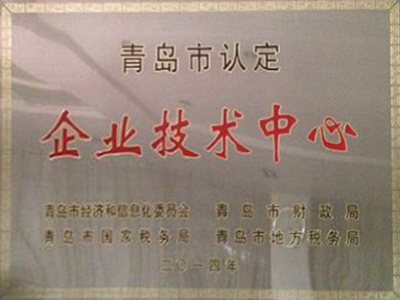 青岛市认定
企业技术中心
青岛市经济和信息化委员会 青岛市财政局
青岛市国家税务局 青岛市地方税务局
二〇一四年